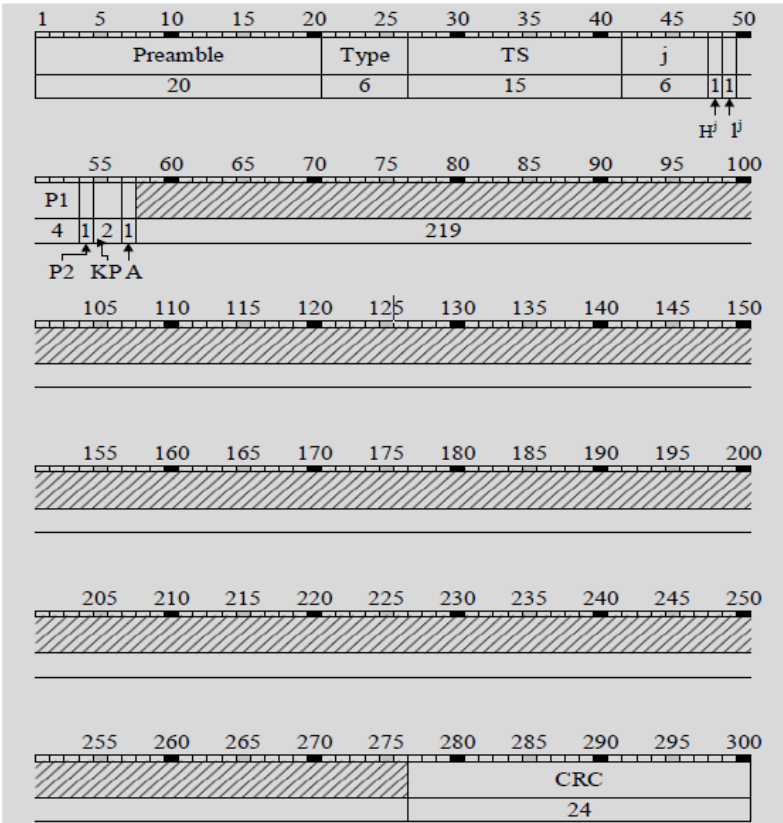 1 5 10 15 20 25 30 35 40 45 50
Preamble Type TS j
20 6 15 6 1 1
Hʲ lʲ
55 60 65 70 75 80 85 90 95 100
P1
4 1 2 1 219
P2 KP A
105 110 115 120 125 130 135 140 145 150
155 160 165 170 175 180 185 190 195 200
205 210 215 220 225 230 235 240 245 250
255 260 265 270 275 280 285 290 295 300
CRC
24